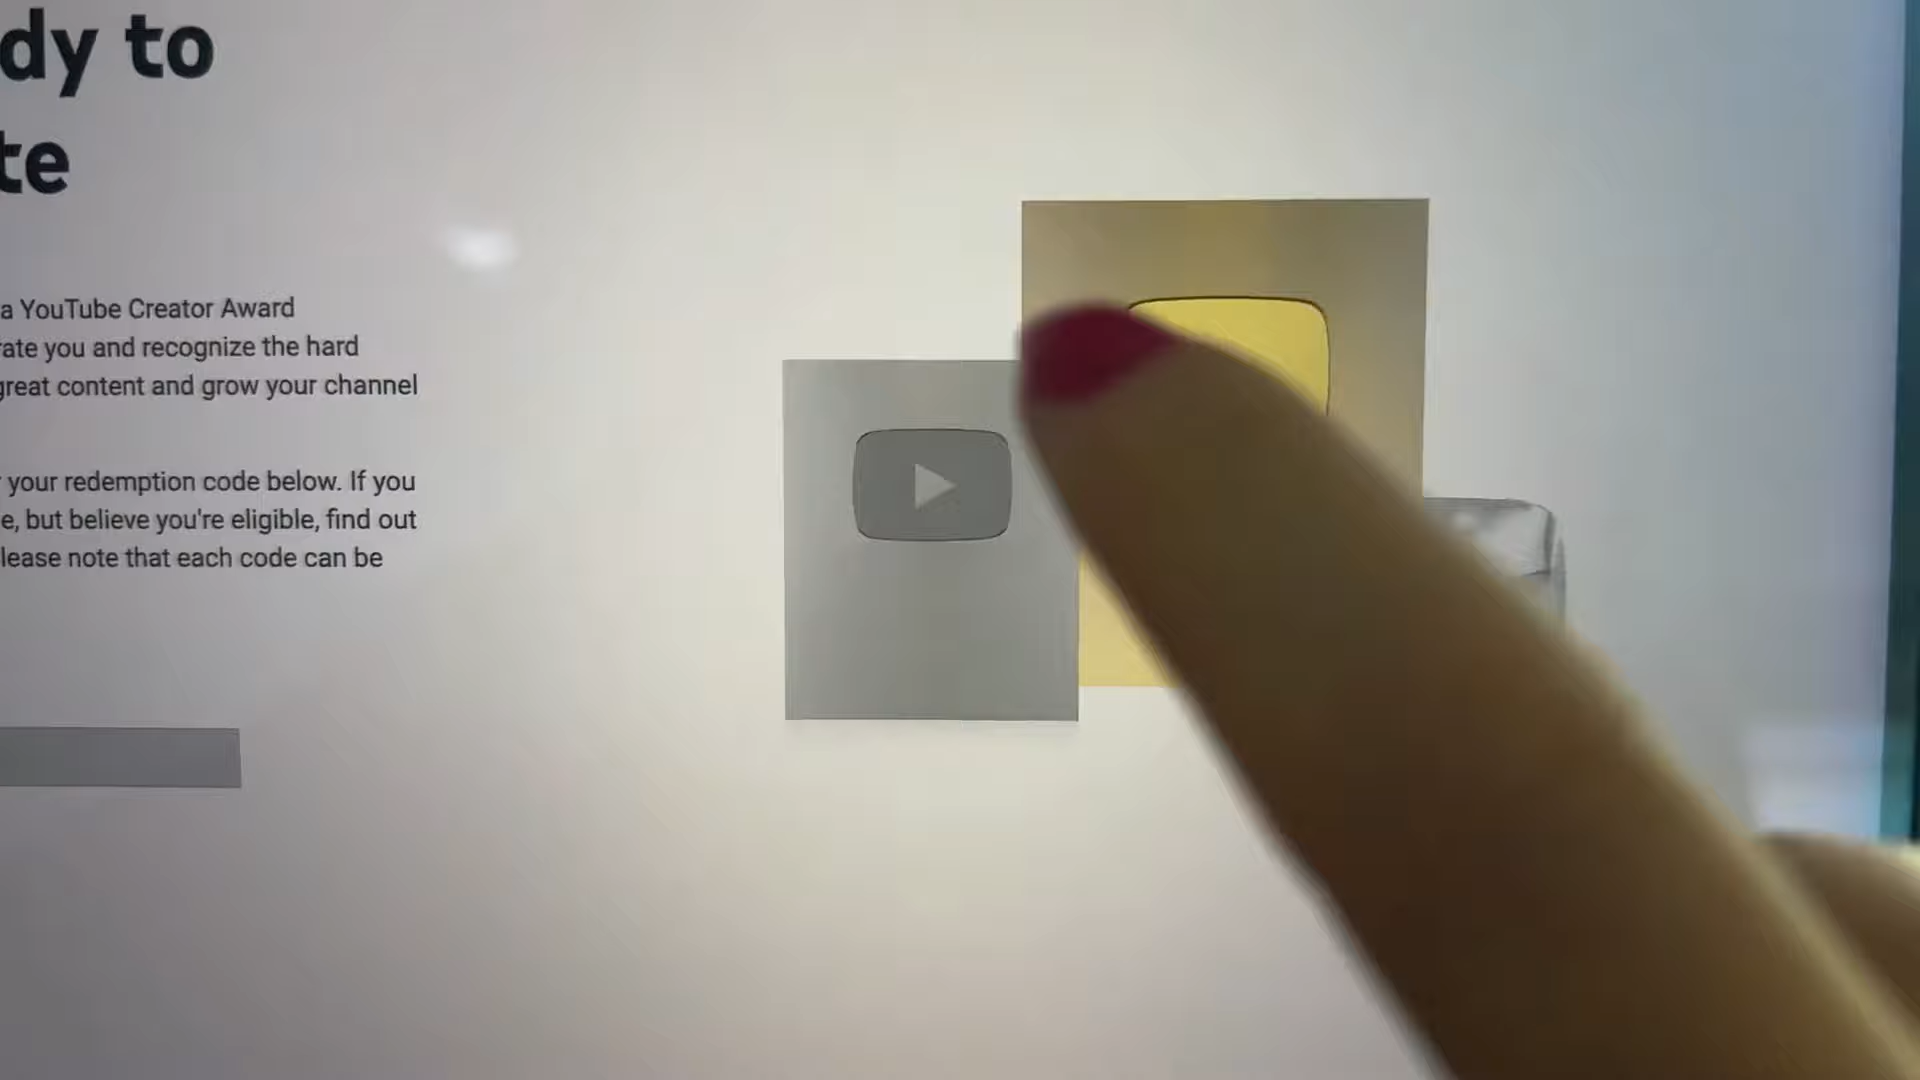 dy to
te
a YouTube Creator Award
ate you and recognize the hard
great content and grow your channel
your redemption code below. If you
e, but believe you're eligible, find out
lease note that each code can be